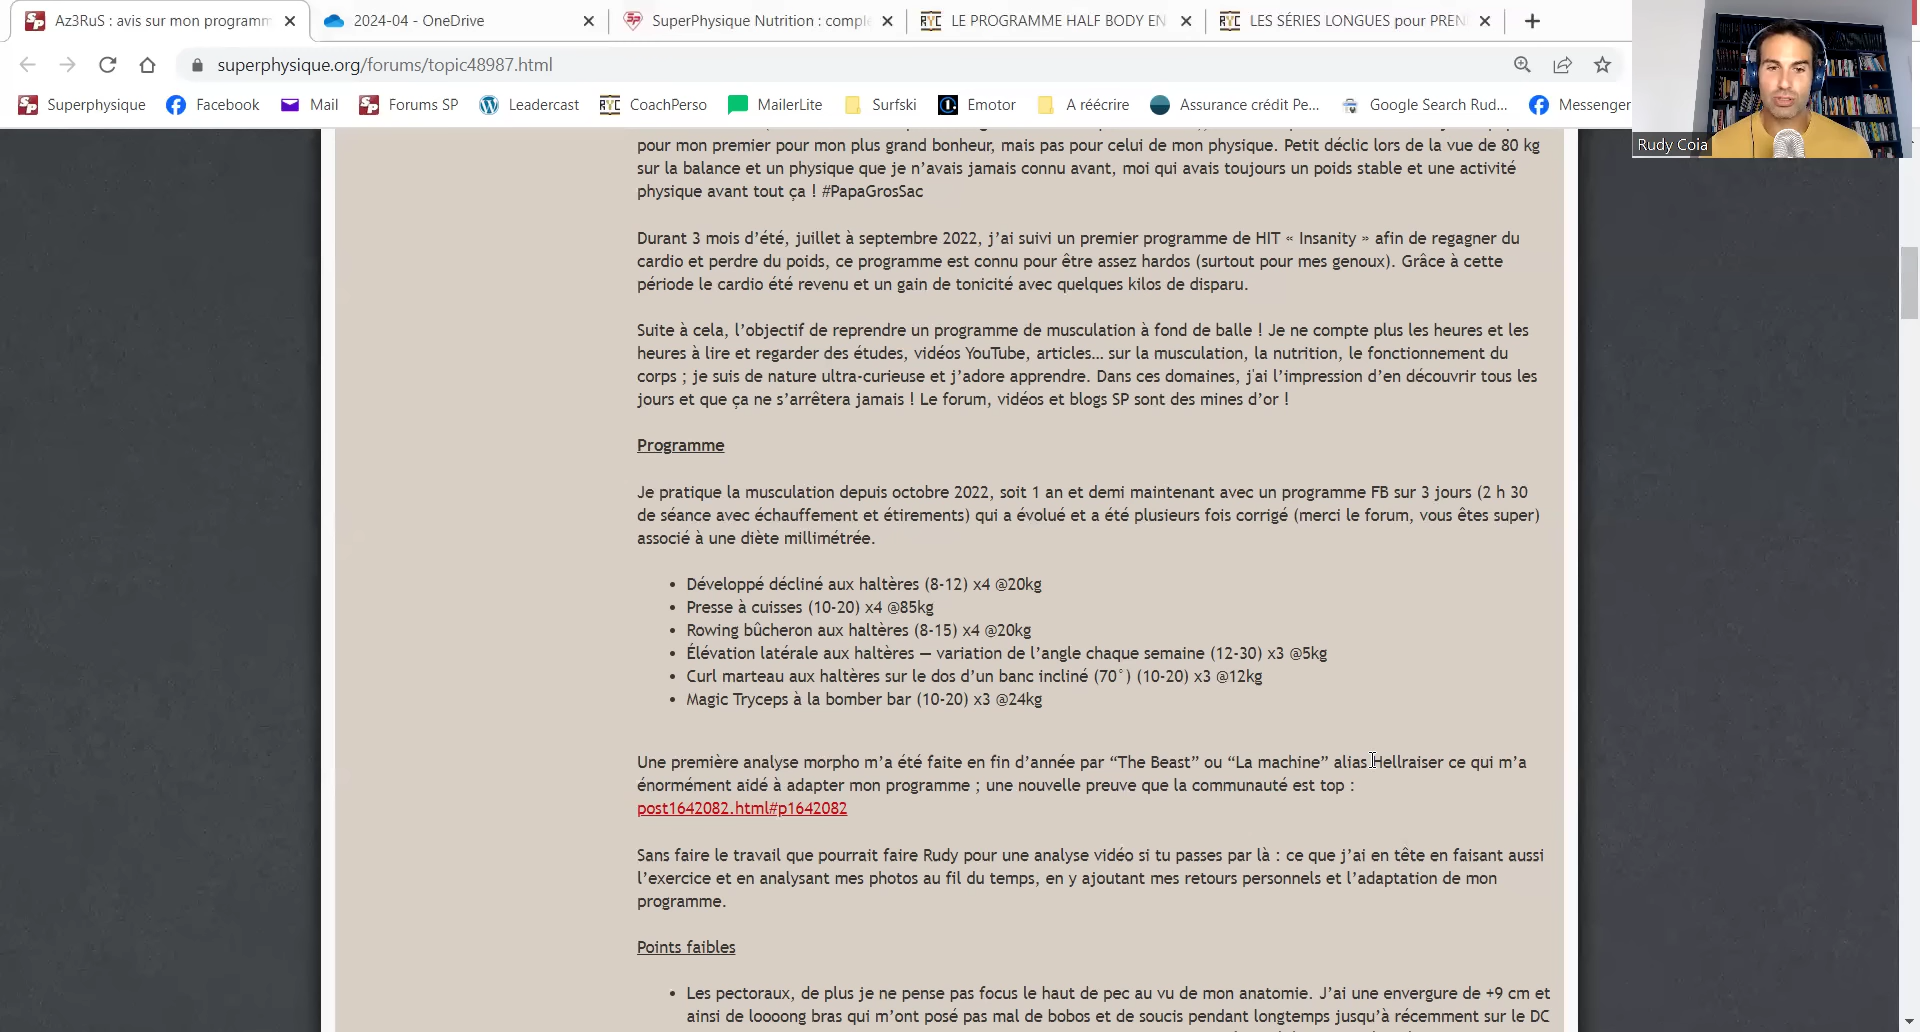 Az3RuS : avis sur mon programm
2024-04 - OneDrive
SuperPhysique Nutrition : comple
LE PROGRAMME HALF BODY EN
LES SÉRIES LONGUES pour PREN
superphysique.org/forums/topic48987.html
Superphysique
Facebook
Mail
Forums SP
Leadercast
CoachPerso
MailerLite
Surfski
Emotor
A réécrire
Assurance crédit Pe...
Google Search Rud...
Messenger
Rudy Coia
pour mon premier pour mon plus grand bonheur, mais pas pour celui de mon physique. Petit déclic lors de la vue de 80 kg
sur la balance et un physique que je n’avais jamais connu avant, moi qui avais toujours un poids stable et une activité
physique avant tout ça ! #PapaGrosSac
Durant 3 mois d’été, juillet à septembre 2022, j’ai suivi un premier programme de HIT « Insanity » afin de regagner du
cardio et perdre du poids, ce programme est connu pour être assez hardos (surtout pour mes genoux). Grâce à cette
période le cardio été revenu et un gain de tonicité avec quelques kilos de disparu.
Suite à cela, l’objectif de reprendre un programme de musculation à fond de balle ! Je ne compte plus les heures et les
heures à lire et regarder des études, vidéos YouTube, articles… sur la musculation, la nutrition, le fonctionnement du
corps ; je suis de nature ultra-curieuse et j’adore apprendre. Dans ces domaines, j'ai l’impression d’en découvrir tous les
jours et que ça ne s’arrêtera jamais ! Le forum, vidéos et blogs SP sont des mines d’or !
Programme
Je pratique la musculation depuis octobre 2022, soit 1 an et demi maintenant avec un programme FB sur 3 jours (2 h 30
de séance avec échauffement et étirements) qui a évolué et a été plusieurs fois corrigé (merci le forum, vous êtes super)
associé à une diète millimétrée.
• Développé décliné aux haltères (8-12) x4 @20kg
• Presse à cuisses (10-20) x4 @85kg
• Rowing bûcheron aux haltères (8-15) x4 @20kg
• Élévation latérale aux haltères — variation de l’angle chaque semaine (12-30) x3 @5kg
• Curl marteau aux haltères sur le dos d’un banc incliné (70°) (10-20) x3 @12kg
• Magic Tryceps à la bomber bar (10-20) x3 @24kg
Une première analyse morpho m’a été faite en fin d’année par “The Beast” ou “La machine” alias Hellraiser ce qui m’a
énormément aidé à adapter mon programme ; une nouvelle preuve que la communauté est top :
post1642082.html#p1642082
Sans faire le travail que pourrait faire Rudy pour une analyse vidéo si tu passes par là : ce que j’ai en tête en faisant aussi
l’exercice et en analysant mes photos au fil du temps, en y ajoutant mes retours personnels et l’adaptation de mon
programme.
Points faibles
• Les pectoraux, de plus je ne pense pas focus le haut de pec au vu de mon anatomie. J’ai une envergure de +9 cm et
ainsi de loooong bras qui m’ont posé pas mal de bobos et de soucis pendant longtemps jusqu’à récemment sur le DC